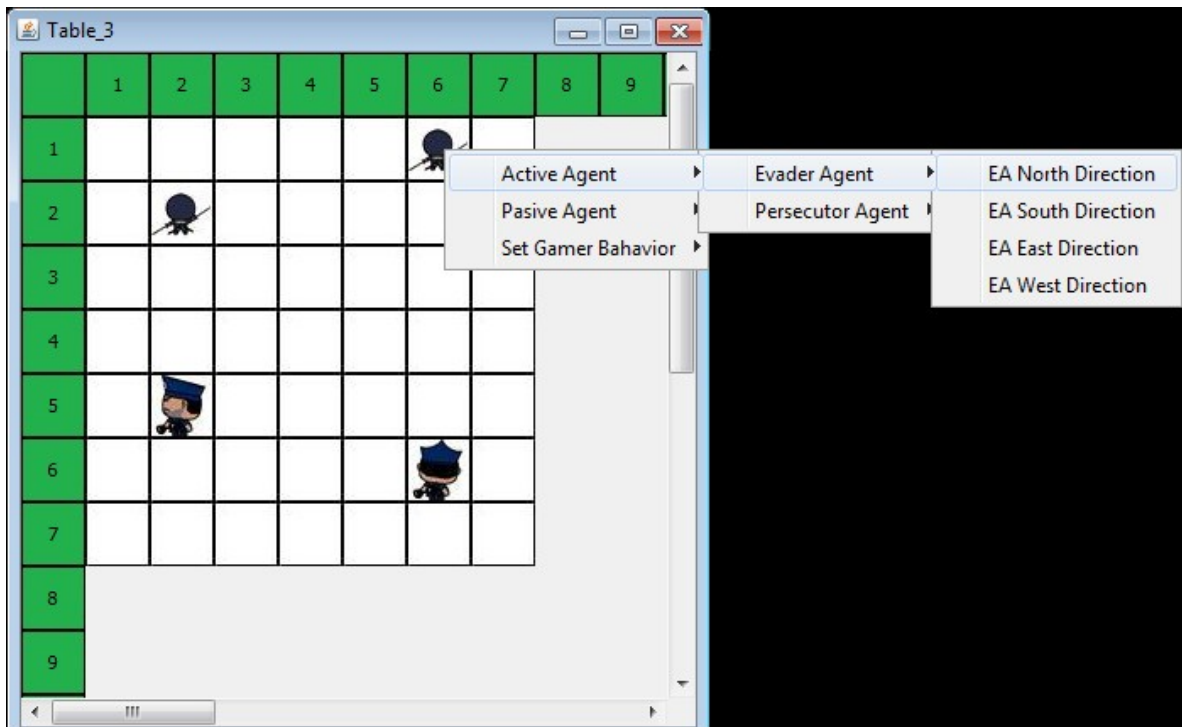 Table_3
1 2 3 4 5 6 7 8 9
1
Active Agent Evader Agent EA North Direction
2 Pasive Agent Persecutor Agent EA South Direction
Set Gamer Bahavior EA East Direction
3 EA West Direction
4
5
6
7
8
9